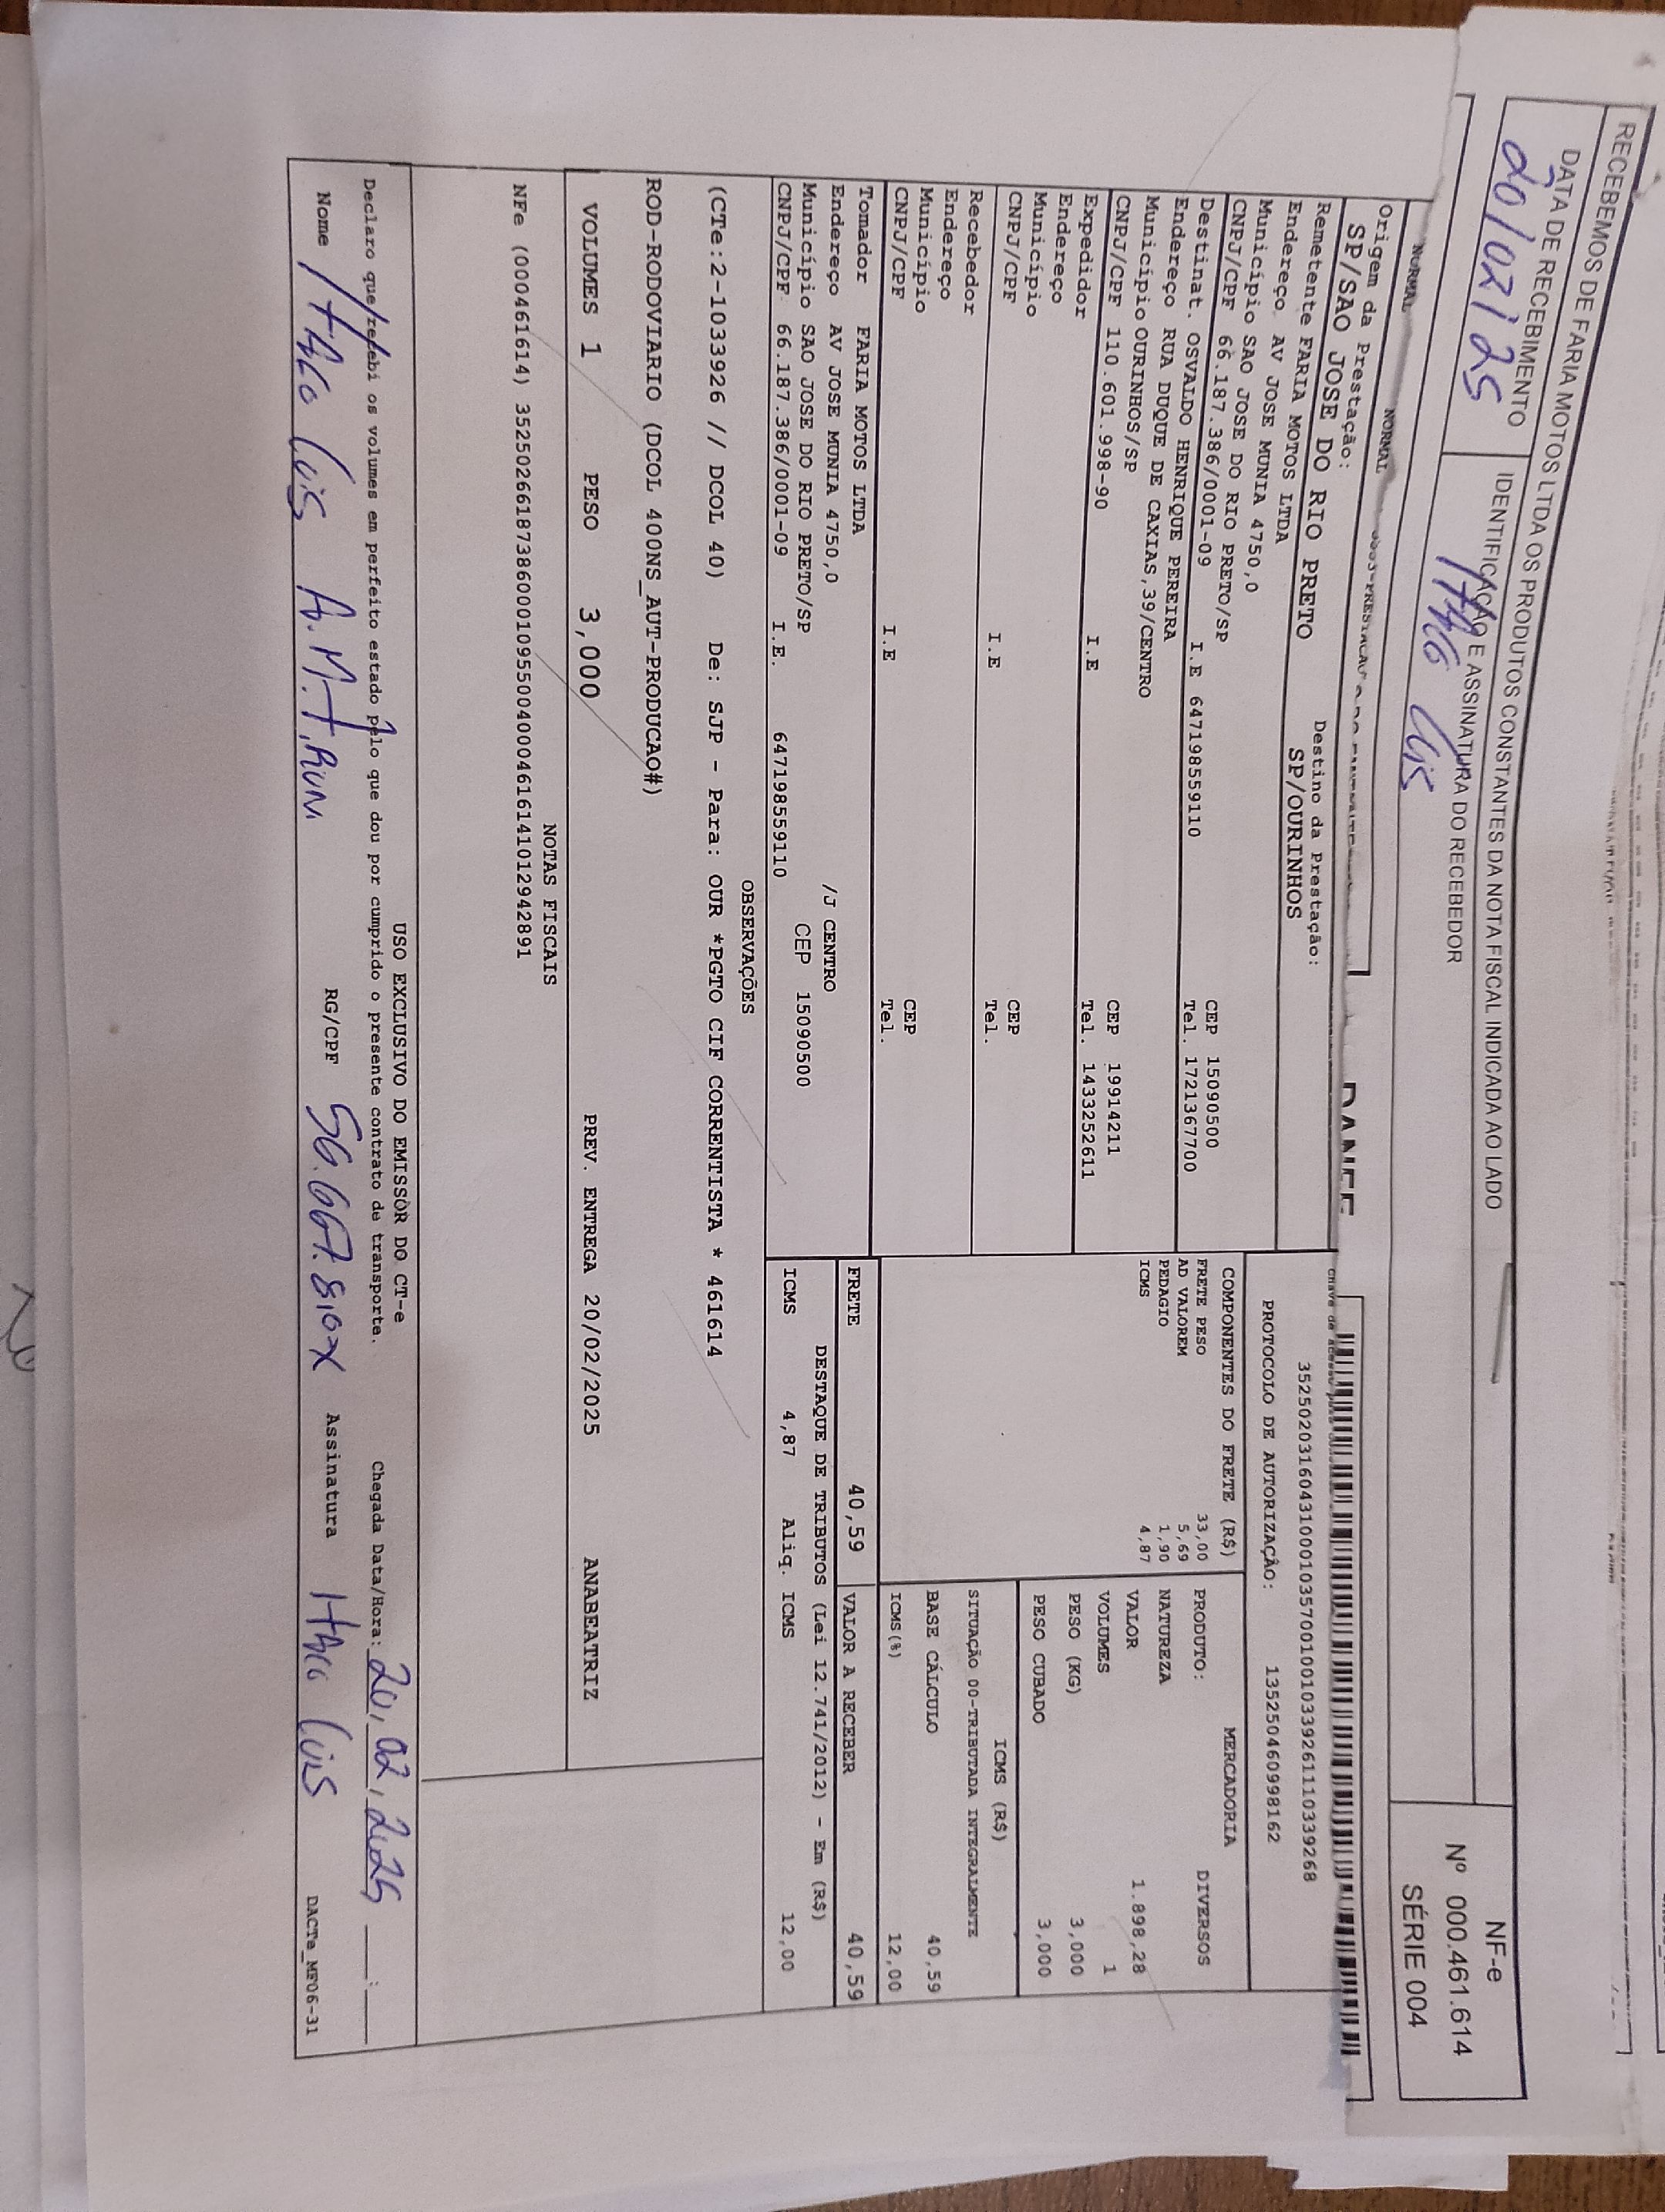 RECEBEMOS DE FARIA MOTOS LTDA OS PRODUTOS CONSTANTES DA NOTA FISCAL INDICADA AO LADO
DATA DE RECEBIMENTO
IDENTIFICAÇÃO E ASSINATURA DO RECEBEDOR
20/02/25
NF-e
Nº 000.461.614
SÉRIE 004
NORMAL NORMAL
Origem da Prestação:
SP/SAO JOSE DO RIO PRETO
Destino da Prestação:
SP/OURINHOS
Remetente FARIA MOTOS LTDA
Endereço AV JOSE MUNIA 4750,0
Município SAO JOSE DO RIO PRETO/SP CEP 15090500
CNPJ/CPF 66.187.386/0001-09 I.E 647198559110 Tel. 1721367700
Destinat. OSVALDO HENRIQUE PEREIRA
Endereço RUA DUQUE DE CAXIAS,39/CENTRO
Município OURINHOS/SP CEP 19914211
CNPJ/CPF 110.601.998-90 I.E Tel. 1433252611
Expedidor
Endereço
Município CEP
CNPJ/CPF I.E Tel.
Recebedor
Endereço
Município CEP
CNPJ/CPF I.E Tel.
Tomador FARIA MOTOS LTDA
Endereço AV JOSE MUNIA 4750,0 /J CENTRO
Município SAO JOSE DO RIO PRETO/SP CEP 15090500
CNPJ/CPF 66.187.386/0001-09 I.E. 647198559110
35250203160431000103570010010339261110339268
PROTOCOLO DE AUTORIZAÇÃO: 135250460998162
COMPONENTES DO FRETE (R$)
FRETE PESO 33,00
AD VALOREM 5,69
PEDAGIO 1,90
ICMS 4,87
MERCADORIA
PRODUTO: DIVERSOS
NATUREZA
VALOR 1.898,28
VOLUMES 1
PESO (KG) 3,000
PESO CUBADO 3,000
ICMS (R$)
SITUAÇÃO 00-TRIBUTADA INTEGRALMENTE
BASE CÁLCULO 40,59
ICMS(%) 12,00
FRETE 40,59 VALOR A RECEBER 40,59
DESTAQUE DE TRIBUTOS (Lei 12.741/2012) - Em (R$)
ICMS 4,87 Aliq. ICMS 12,00
OBSERVAÇÕES
(CTe:2-1033926 // DCOL 40) De: SJP - Para: OUR *PGTO CIF CORRENTISTA * 461614
ROD-RODOVIARIO (DCOL 400NS_AUT-PRODUCAO#)
VOLUMES 1 PESO 3,000 PREV. ENTREGA 20/02/2025 ANABEATRIZ
NOTAS FISCAIS
NFe (000461614) 35250266187386000109550040004616141012942891
USO EXCLUSIVO DO EMISSOR DO CT-e
Declaro que recebi os volumes em perfeito estado pelo que dou por cumprido o presente contrato de transporte. Chegada Data/Hora: 20/02/2025 :
Nome Luis RG/CPF Assinatura Luis DACTe_MF06-31